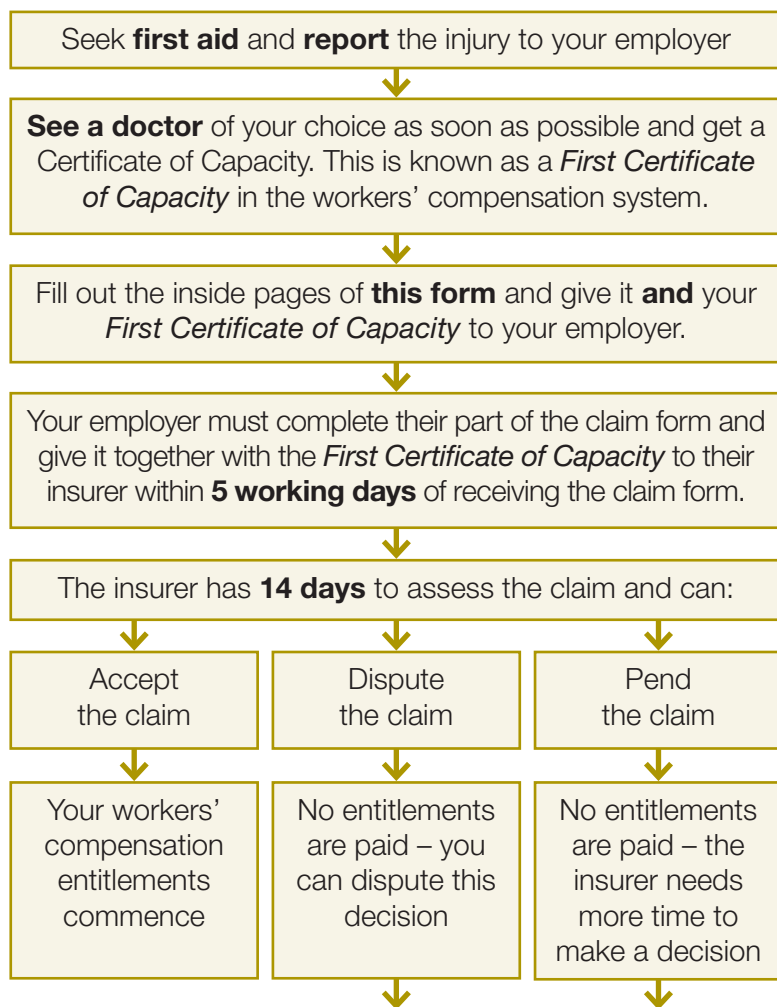 Seek first aid and report the injury to your employer
See a doctor of your choice as soon as possible and get a
Certificate of Capacity. This is known as a First Certificate
of Capacity in the workers’ compensation system.
Fill out the inside pages of this form and give it and your
First Certificate of Capacity to your employer.
Your employer must complete their part of the claim form and
give it together with the First Certificate of Capacity to their
insurer within 5 working days of receiving the claim form.
The insurer has 14 days to assess the claim and can:
Accept
the claim
Dispute
the claim
Pend
the claim
Your workers’
compensation
entitlements
commence
No entitlements
are paid – you
can dispute this
decision
No entitlements
are paid – the
insurer needs
more time to
make a decision